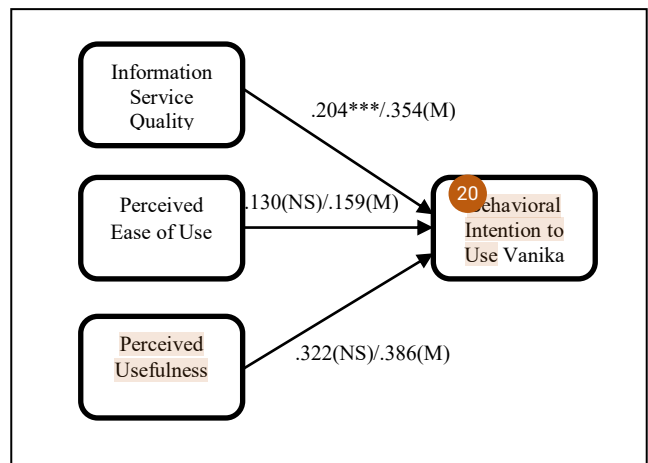 Information
Service
Quality
.204***/.354(M)
Perceived
Ease of Use
.130(NS)/.159(M)
20
Behavioral
Intention to
Use Vanika
Perceived
Usefulness
.322(NS)/.386(M)